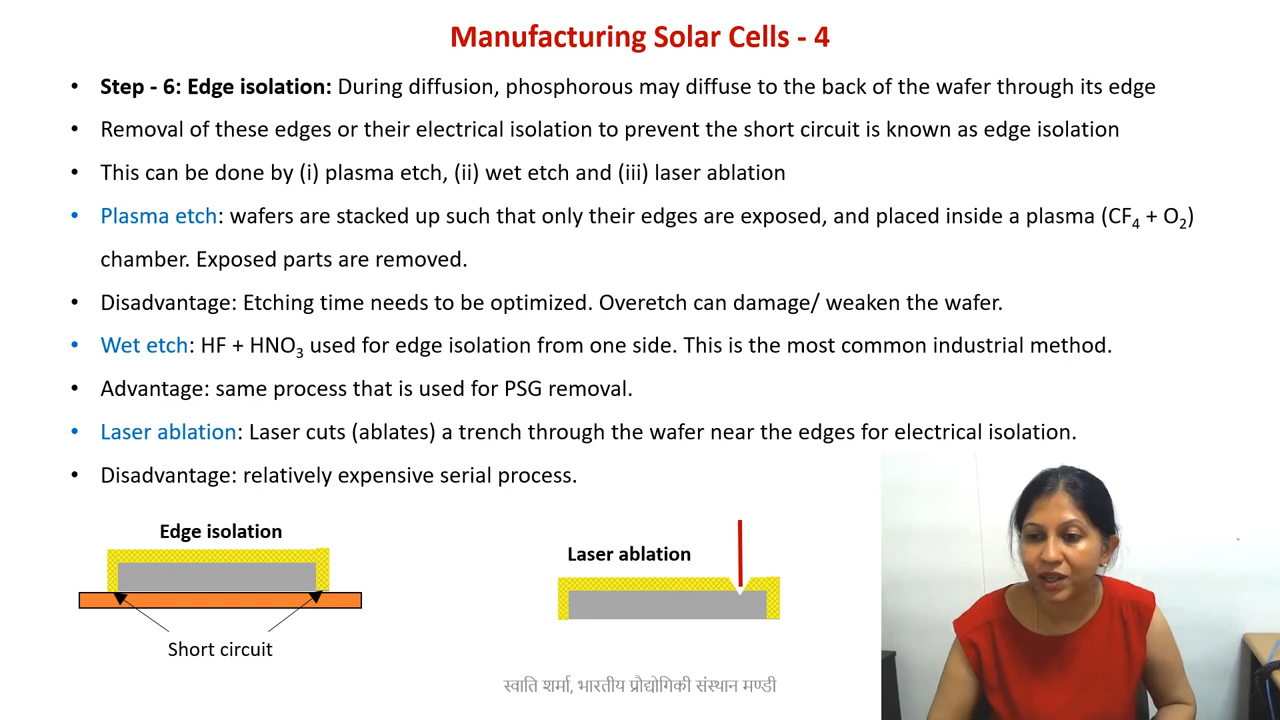 Manufacturing Solar Cells - 4
• Step - 6: Edge isolation: During diffusion, phosphorous may diffuse to the back of the wafer through its edge
• Removal of these edges or their electrical isolation to prevent the short circuit is known as edge isolation
• This can be done by (i) plasma etch, (ii) wet etch and (iii) laser ablation
• Plasma etch: wafers are stacked up such that only their edges are exposed, and placed inside a plasma (CF₄ + O₂)
chamber. Exposed parts are removed.
• Disadvantage: Etching time needs to be optimized. Overetch can damage/ weaken the wafer.
• Wet etch: HF + HNO₃ used for edge isolation from one side. This is the most common industrial method.
• Advantage: same process that is used for PSG removal.
• Laser ablation: Laser cuts (ablates) a trench through the wafer near the edges for electrical isolation.
• Disadvantage: relatively expensive serial process.
Edge isolation
Laser ablation
Short circuit
स्वाति शर्मा, भारतीय प्रौद्योगिकी संस्थान मण्डी